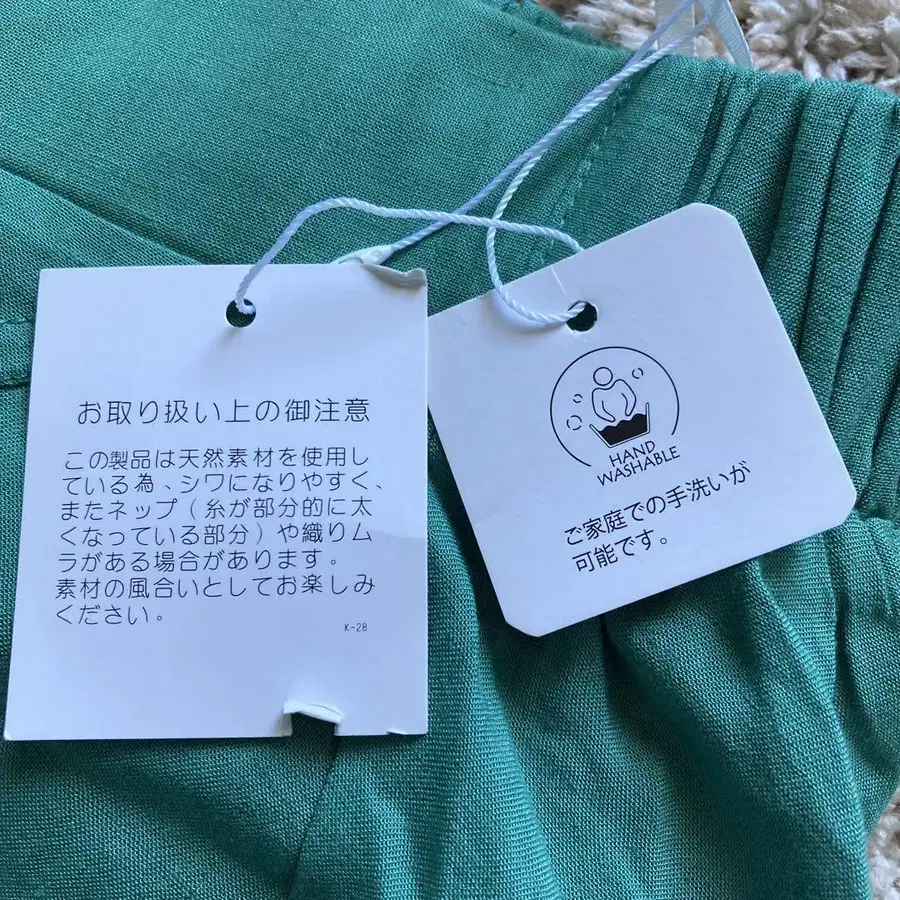 お取り扱い上の御注意
この製品は天然素材を使用し
ている為、シワになりやすく、
またネップ（糸が部分的に太
くなっている部分）や織りム
ラがある場合があります。
素材の風合いとしてお楽しみ
ください。
K-28
HAND
WASHABLE
ご家庭での手洗いが
可能です。